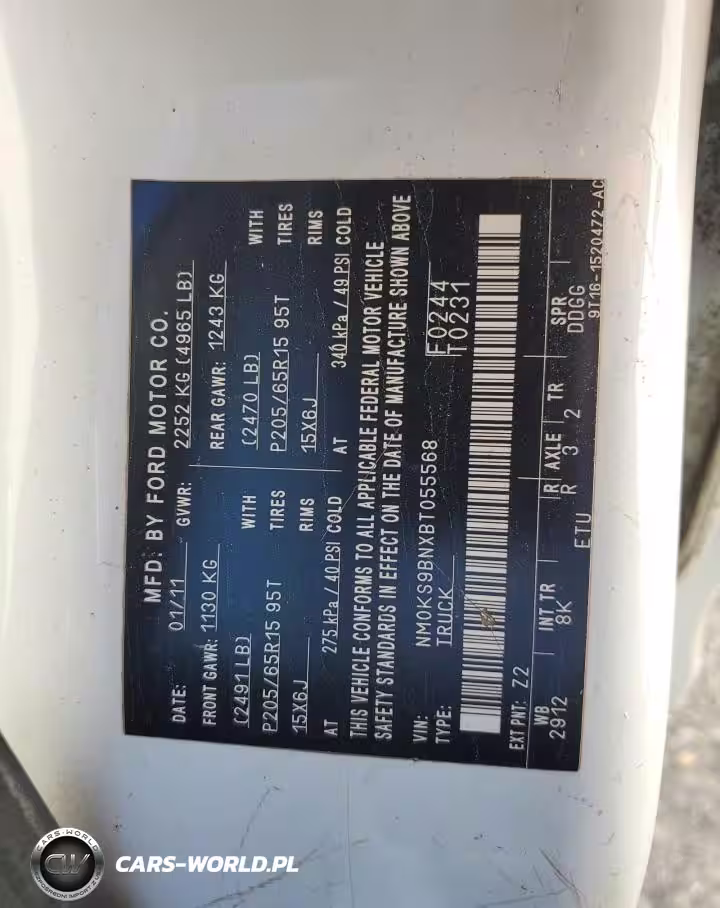 MFD. BY FORD MOTOR CO.
DATE: 01/11 GVWR: 2252 KG (4965 LB)
FRONT GAWR: 1130 KG REAR GAWR: 1243 KG
(2491LB) WITH (2470 LB) WITH
P205/65R15 95T TIRES P205/65R15 95T TIRES
15X6J RIMS 15X6J RIMS
AT 275 kPa / 40 PSI COLD AT 340 kPa / 49 PSI COLD
THIS VEHICLE CONFORMS TO ALL APPLICABLE FEDERAL MOTOR VEHICLE
SAFETY STANDARDS IN EFFECT ON THE DATE OF MANUFACTURE SHOWN ABOVE
VIN: NM0KS9BNXBT055568 F0244
TYPE: TRUCK T0231
EXT PNT: Z2
WB INT TR R AXLE TR SPR
2912 8K R 3 2 DDGG
ETU 9T16-1520472-AC
CARS-WORLD
CW
CARS-WORLD.PL